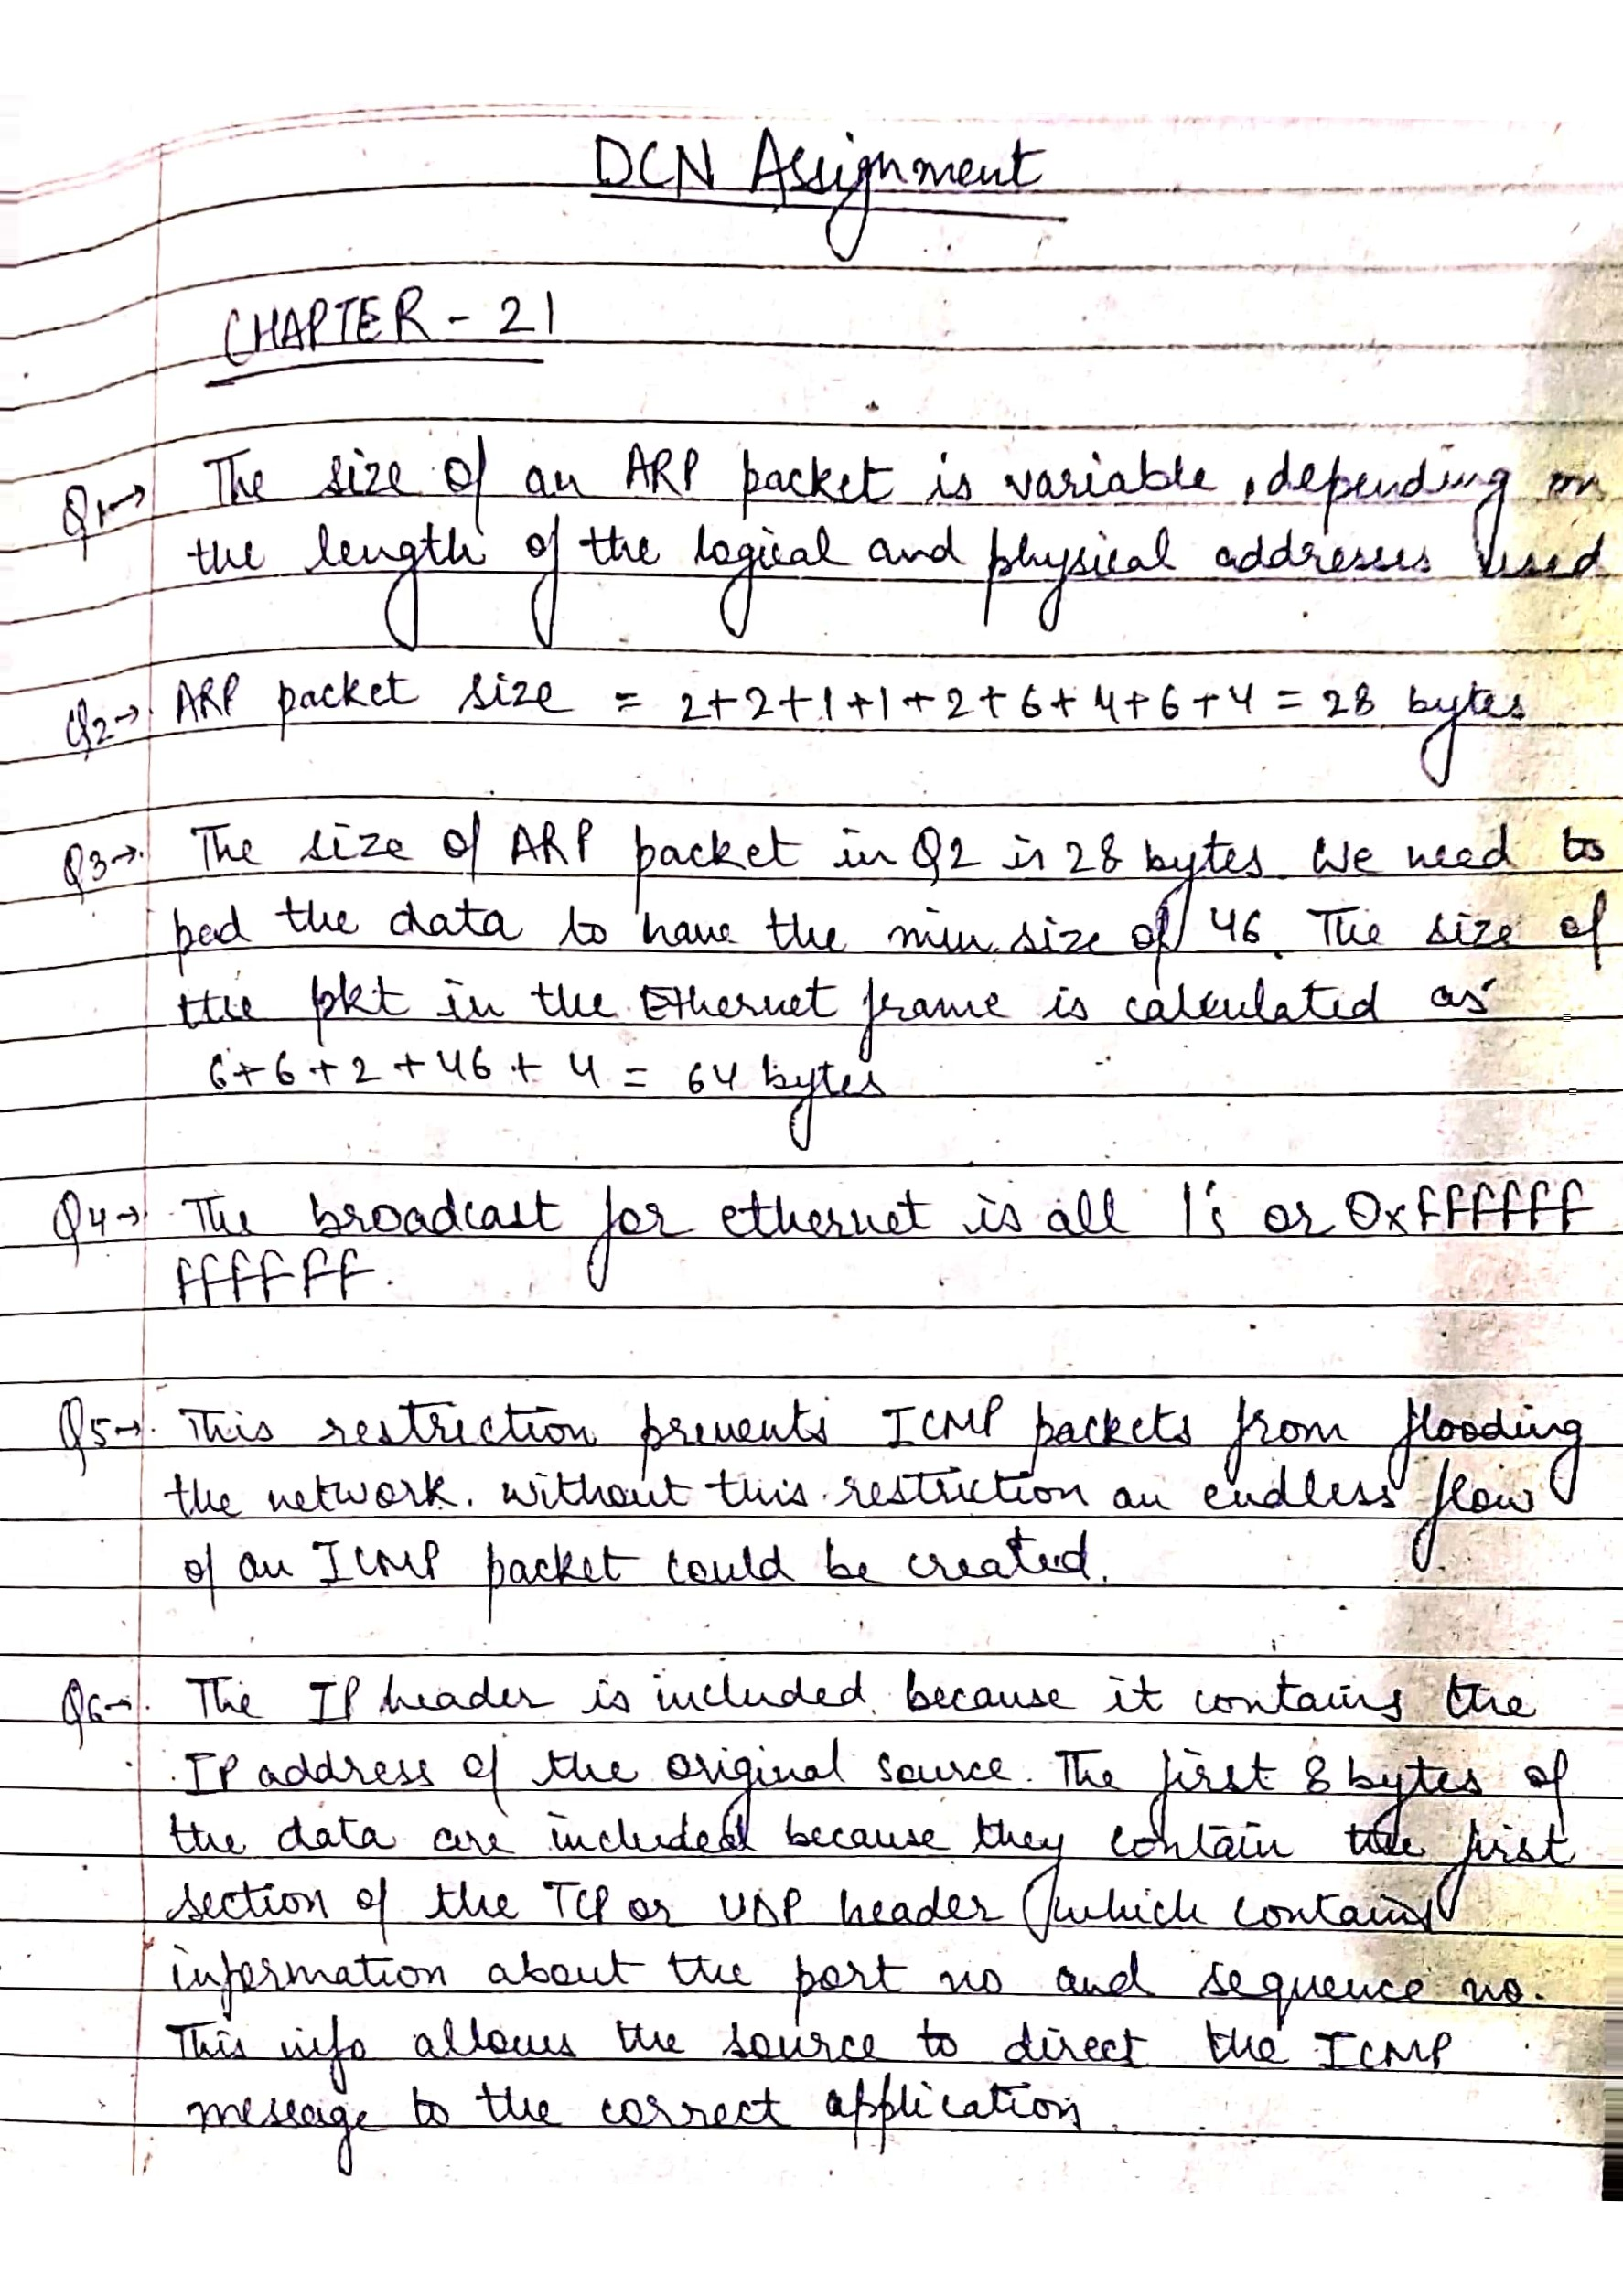 DCN Assignment
CHAPTER - 21
Q1→ The size of an ARP packet is variable, depending on
the length of the logical and physical addresses used
Q2→ ARP packet size = 2+2+1+1+2+6+4+6+4 = 28 bytes
Q3→ The size of ARP packet in Q2 is 28 bytes. We need to
pad the data to have the min size of 46. The size of
the pkt in the Ethernet frame is calculated as
6+6+2+46+4 = 64 bytes
Q4→ The broadcast for ethernet is all 1's or 0xffffff
ffffff.
Q5→ This restriction prevents ICMP packets from flooding
the network. without this restriction an endless flow
of an ICMP packet could be created.
Q6→ The IP header is included because it contains the
IP address of the original source. The first 8 bytes of
the data are included because they contain the first
section of the TCP or UDP header which contains
information about the port no and sequence no.
This info allows the source to direct the ICMP
message to the correct application.